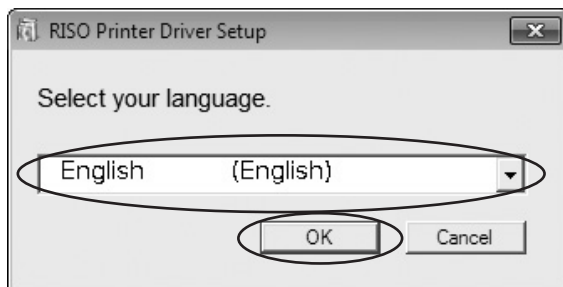 RISO Printer Driver Setup
Select your language.
English (English)
OK Cancel